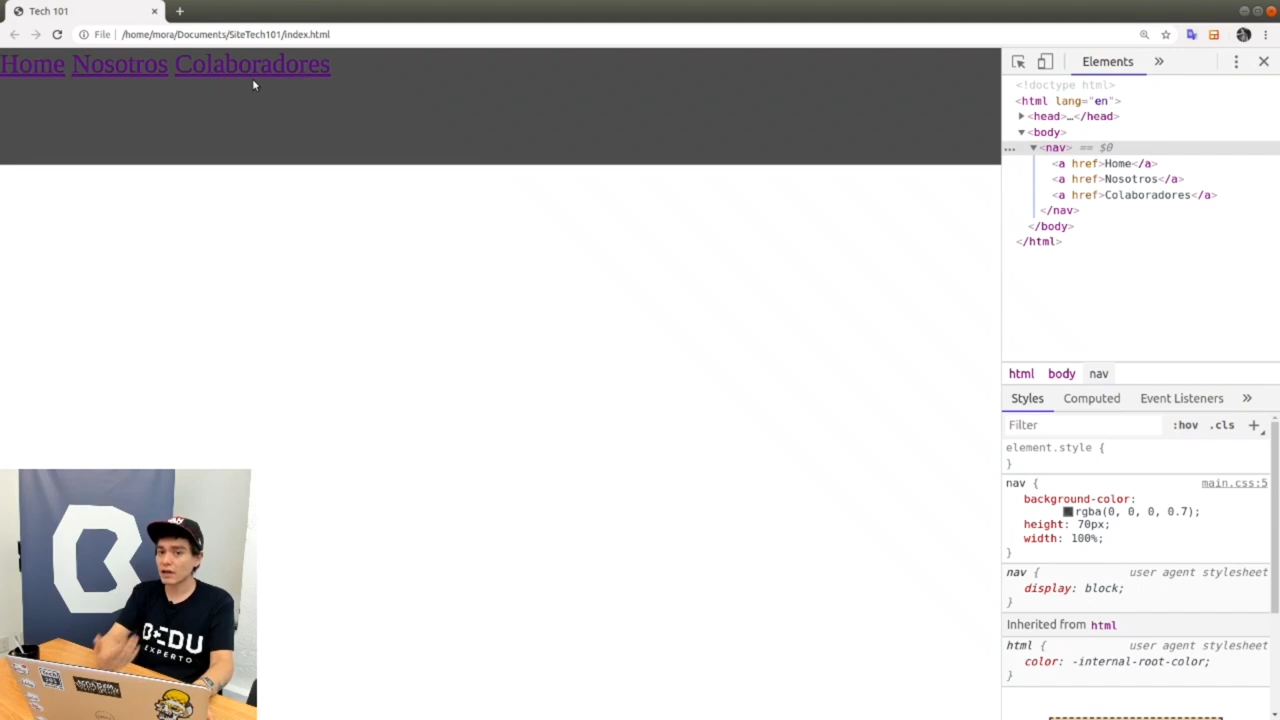 Tech 101
File
/home/mora/Documents/SiteTech101/index.html
Home Nosotros Colaboradores
Elements
<!doctype html>
<html lang="en">
<head>…</head>
<body>
<nav> == $0
<a href>Home</a>
<a href>Nosotros</a>
<a href>Colaboradores</a>
</nav>
</body>
</html>
html body nav
Styles Computed Event Listeners
Filter :hov .cls
element.style {
}
nav { main.css:5
background-color:
rgba(0, 0, 0, 0.7);
height: 70px;
width: 100%;
}
nav { user agent stylesheet
display: block;
}
Inherited from html
html { user agent stylesheet
color: -internal-root-color;
}
BEDU
EXPERTO